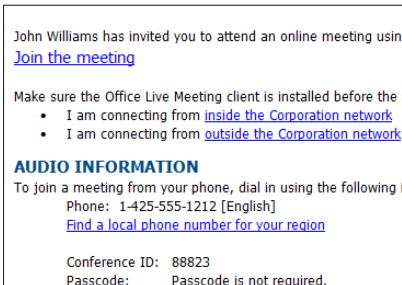 John Williams has invited you to attend an online meeting usin
Join the meeting
Make sure the Office Live Meeting client is installed before the
• I am connecting from inside the Corporation network
• I am connecting from outside the Corporation network
AUDIO INFORMATION
To join a meeting from your phone, dial in using the following i
Phone: 1-425-555-1212 [English]
Find a local phone number for your region
Conference ID: 88823
Passcode: Passcode is not required.